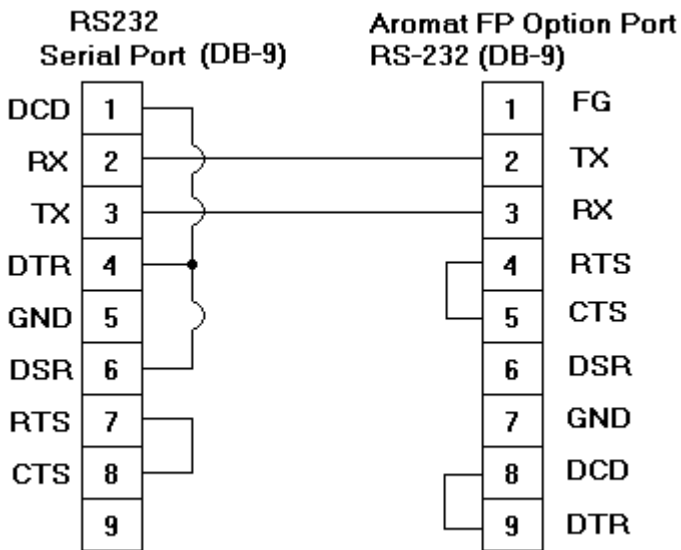 RS232
Serial Port (DB-9)
Aromat FP Option Port
RS-232 (DB-9)
DCD 1
RX 2
TX 3
DTR 4
GND 5
DSR 6
RTS 7
CTS 8
9
1 FG
2 TX
3 RX
4 RTS
5 CTS
6 DSR
7 GND
8 DCD
9 DTR